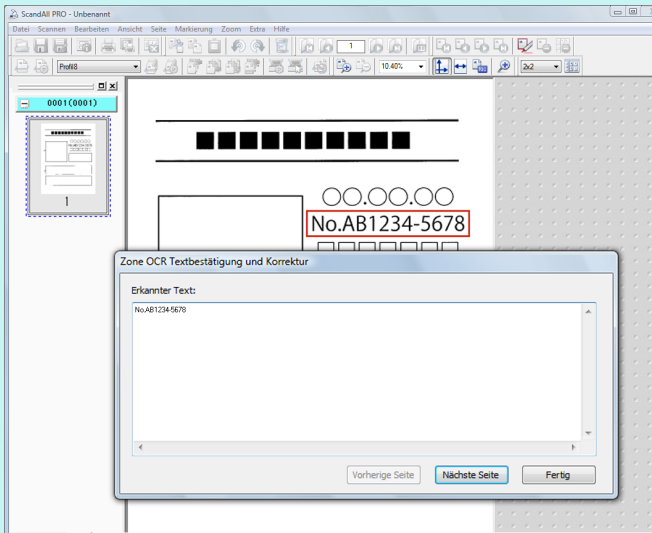 ScandAll PRO - Unbenannt
Datei Scannen Bearbeiten Ansicht Seite Markierung Zoom Extra Hilfe
1
Profil8 10.40% 2x2
0001(0001)
1
No.AB1234-5678
Zone OCR Textbestätigung und Korrektur
Erkannter Text:
No.AB1234-5678
Vorherige Seite Nächste Seite Fertig